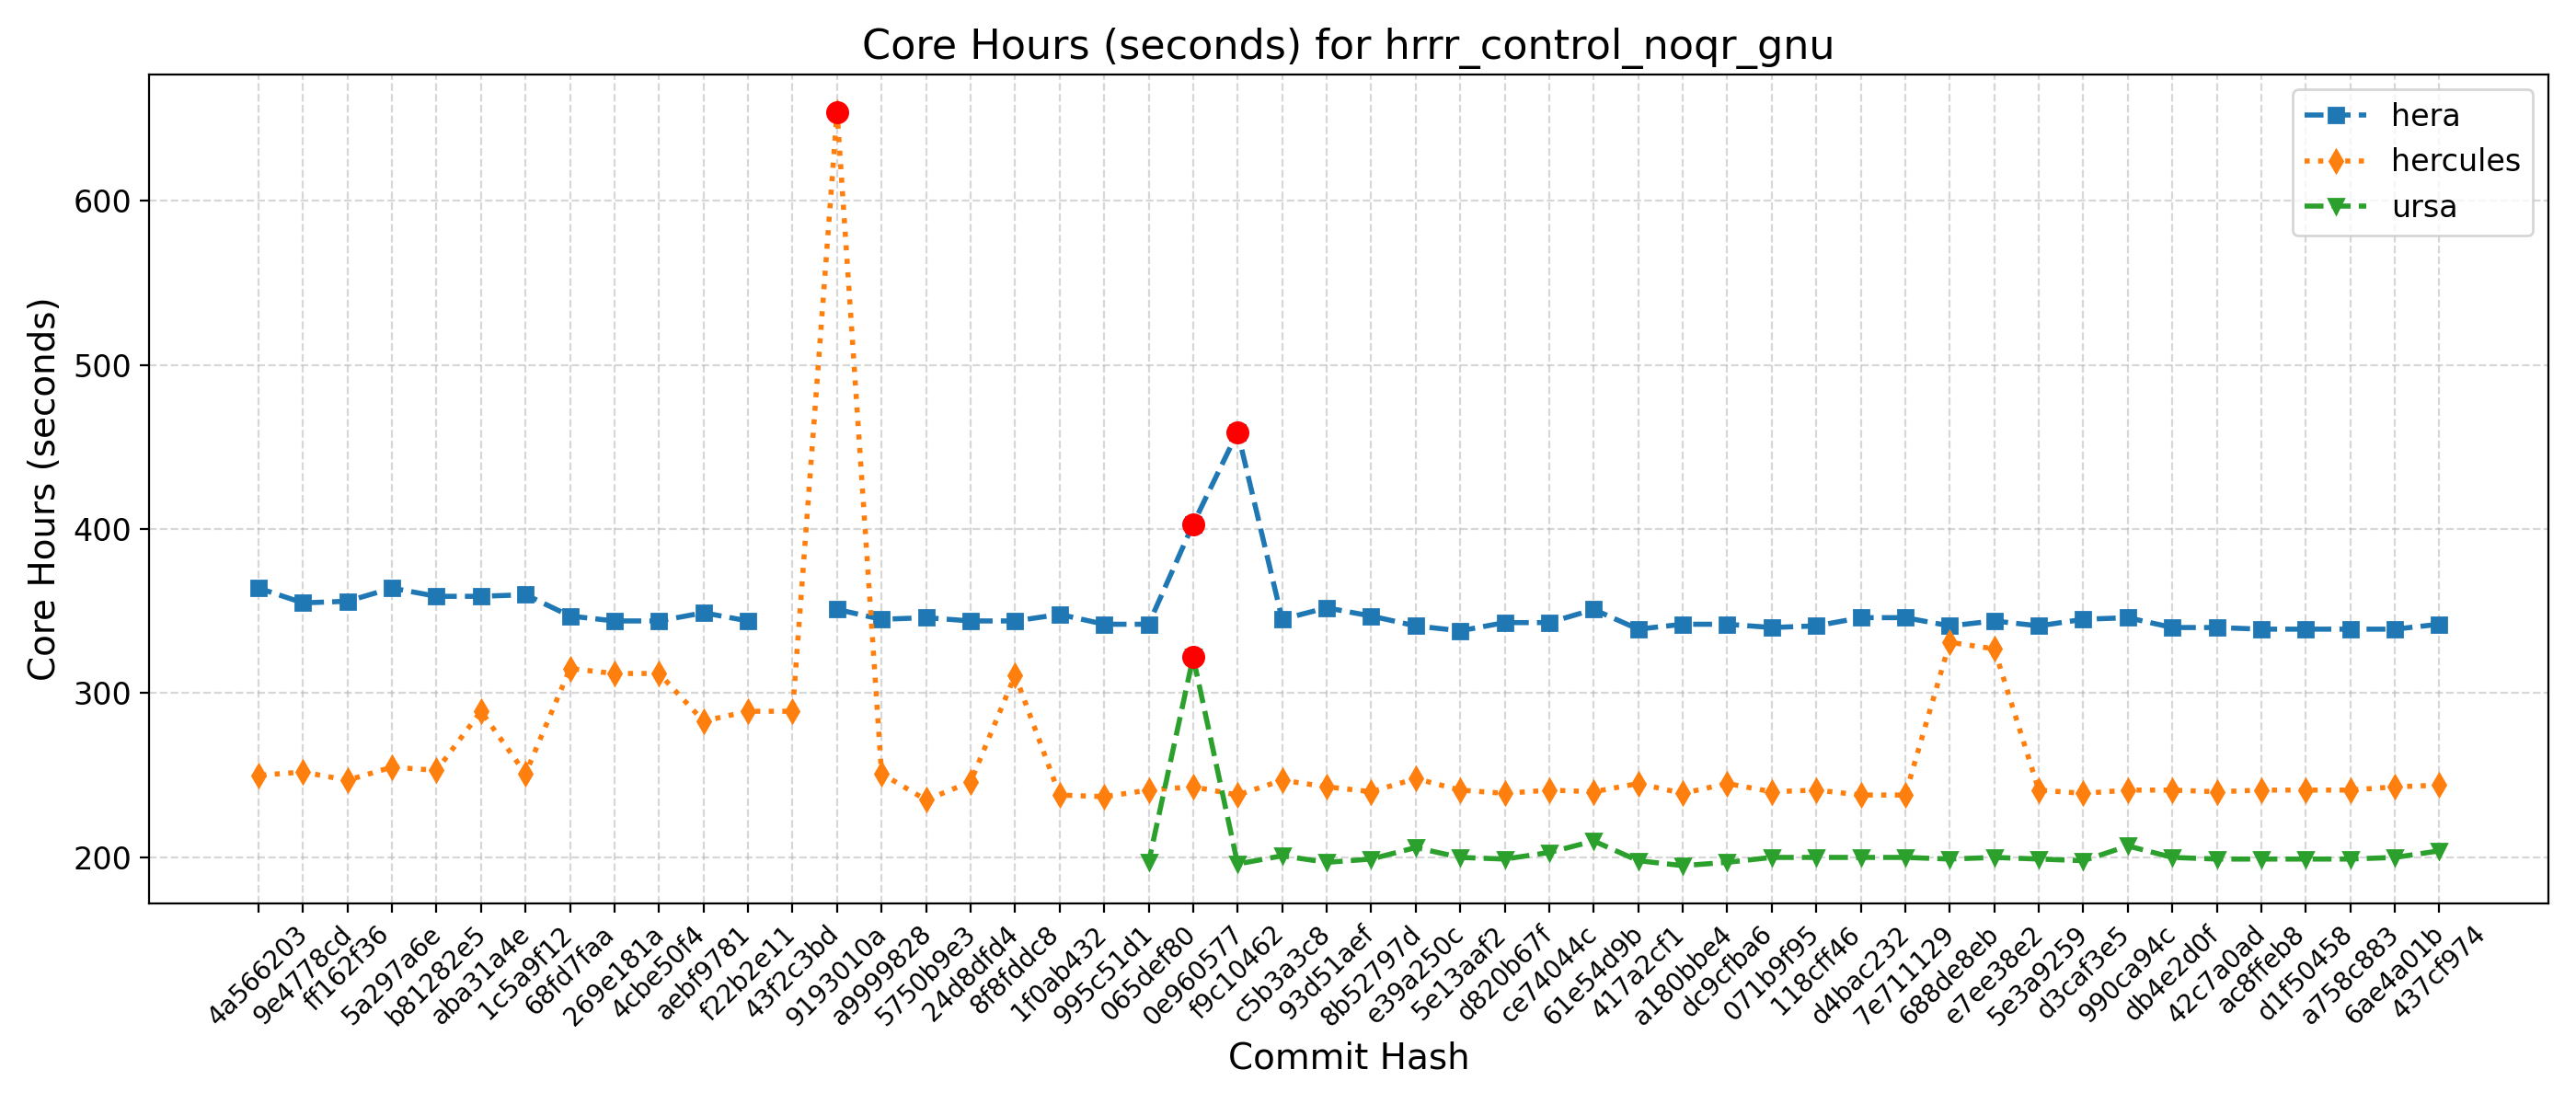 Core Hours (seconds) for hrrr_control_noqr_gnu
hera
hercules
ursa
Core Hours (seconds)
600
500
400
300
200
4a566203
9e4778cd
ff162f36
5a297a6e
b81282e5
aba31a4e
1c5a9f12
68fd7faa
269e181a
4cbe50f4
aebf9781
f22b2e11
43f2c3bd
9193010a
a9999828
5750b9e3
24d8dfd4
8f8fddc8
1f0ab432
995c51d1
065def80
0e960577
f9c10462
c5b3a3c8
93d51aef
8b52797d
e39a250c
5e13aaf2
d820b67f
ce74044c
61e54d9b
417a2cf1
a180bbe4
dc9cfba6
071b9f95
118cff46
d4bac232
7e711129
688de8eb
e7ee38e2
5e3a9259
d3caf3e5
990ca94c
db4e2d0f
42c7a0ad
ac8ffeb8
d1f50458
a758c883
6ae4a01b
437cf974
Commit Hash